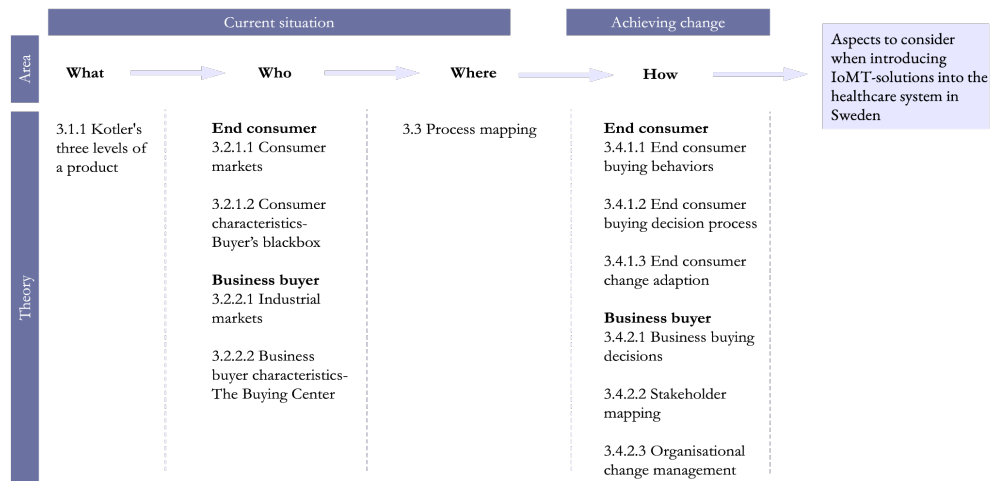 Current situation
Achieving change
Area
What
Who
Where
How
Aspects to consider
when introducing
IoMT-solutions into the
healthcare system in
Sweden
Theory
3.1.1 Kotler's
three levels of
a product
End consumer
3.2.1.1 Consumer
markets
3.2.1.2 Consumer
characteristics-
Buyer’s blackbox
Business buyer
3.2.2.1 Industrial
markets
3.2.2.2 Business
buyer characteristics-
The Buying Center
3.3 Process mapping
End consumer
3.4.1.1 End consumer
buying behaviors
3.4.1.2 End consumer
buying decision process
3.4.1.3 End consumer
change adaption
Business buyer
3.4.2.1 Business buying
decisions
3.4.2.2 Stakeholder
mapping
3.4.2.3 Organisational
change management